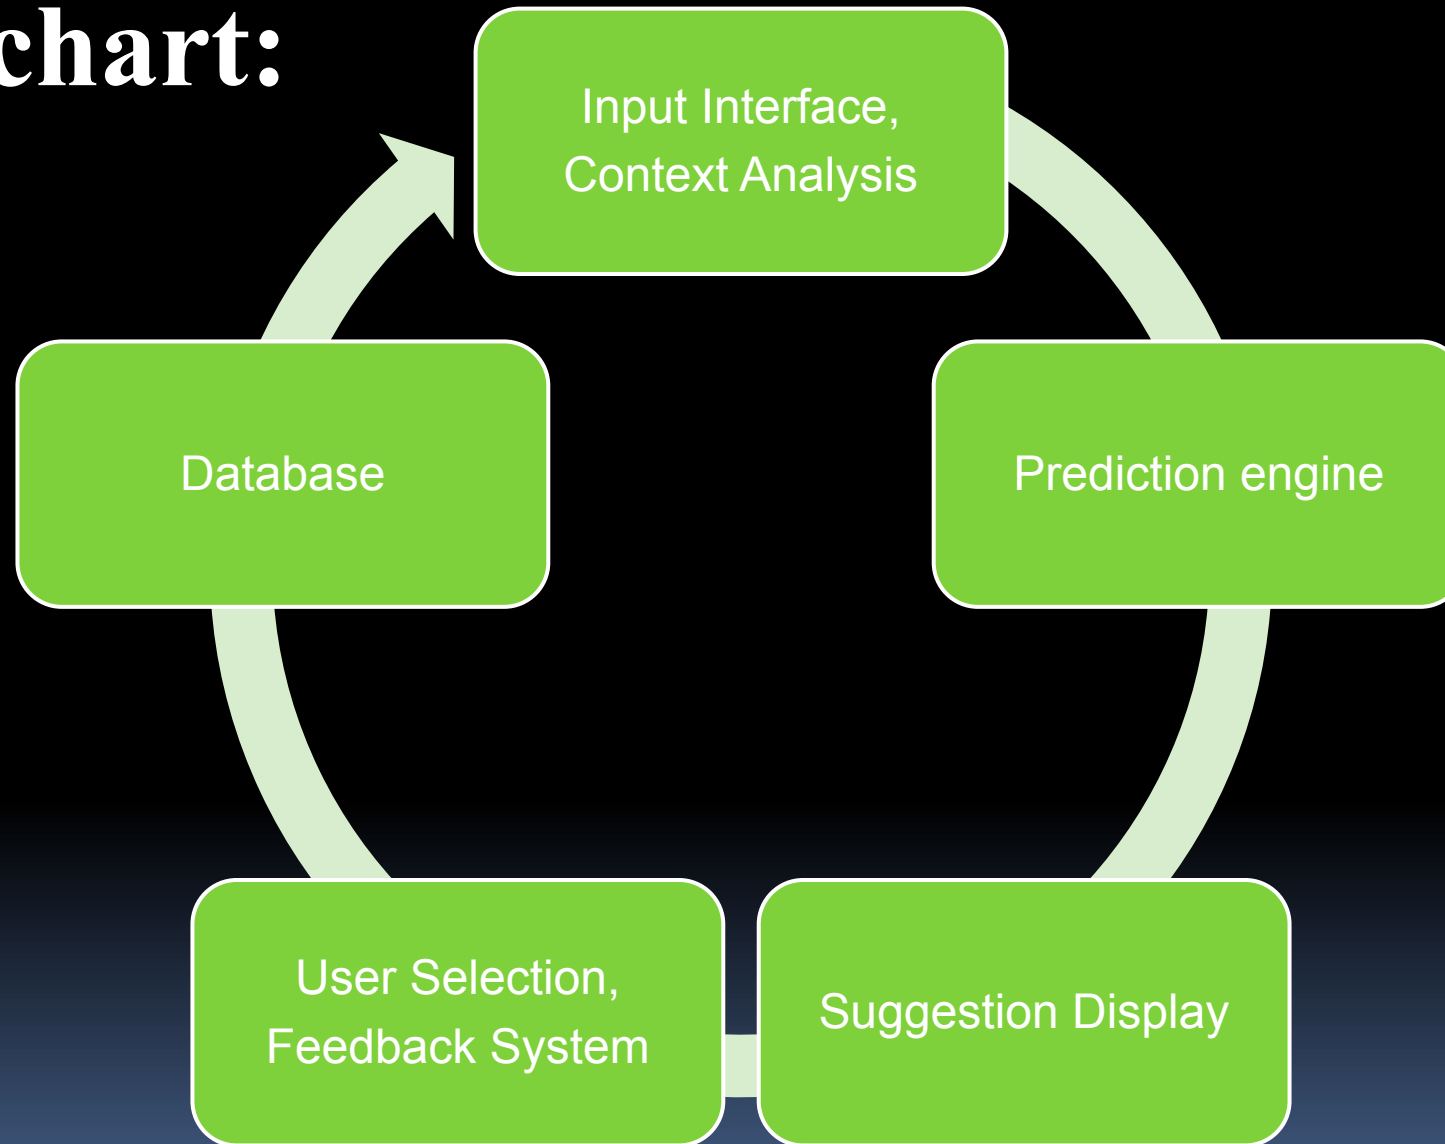 chart:
Input Interface,
Context Analysis
Prediction engine
Suggestion Display
User Selection,
Feedback System
Database